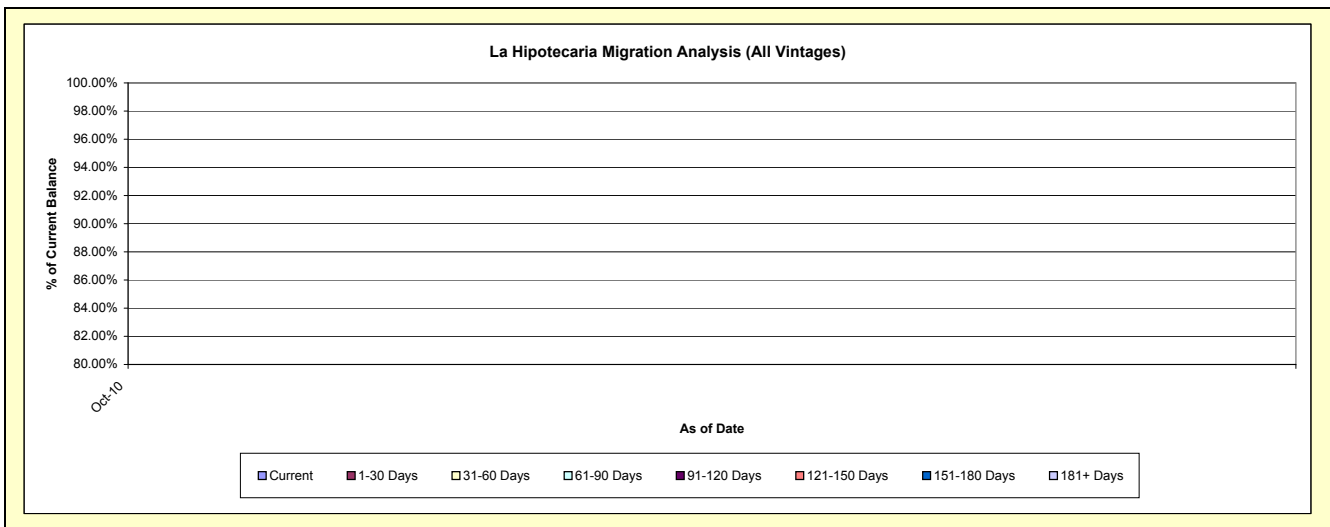 La Hipotecaria Migration Analysis (All Vintages)
% of Current Balance
100.00%
98.00%
96.00%
94.00%
92.00%
90.00%
88.00%
86.00%
84.00%
82.00%
80.00%
Oct-10
As of Date
Current 1-30 Days 31-60 Days 61-90 Days 91-120 Days 121-150 Days 151-180 Days 181+ Days